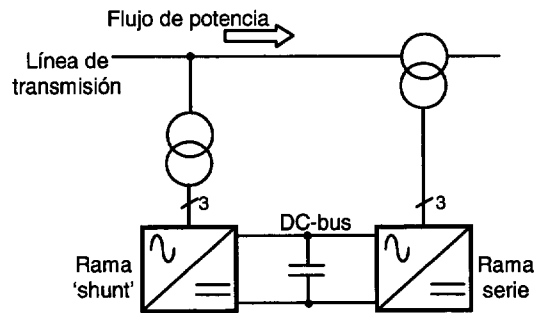 Flujo de potencia
Línea de
transmisión
3
3
DC-bus
Rama
'shunt'
Rama
serie